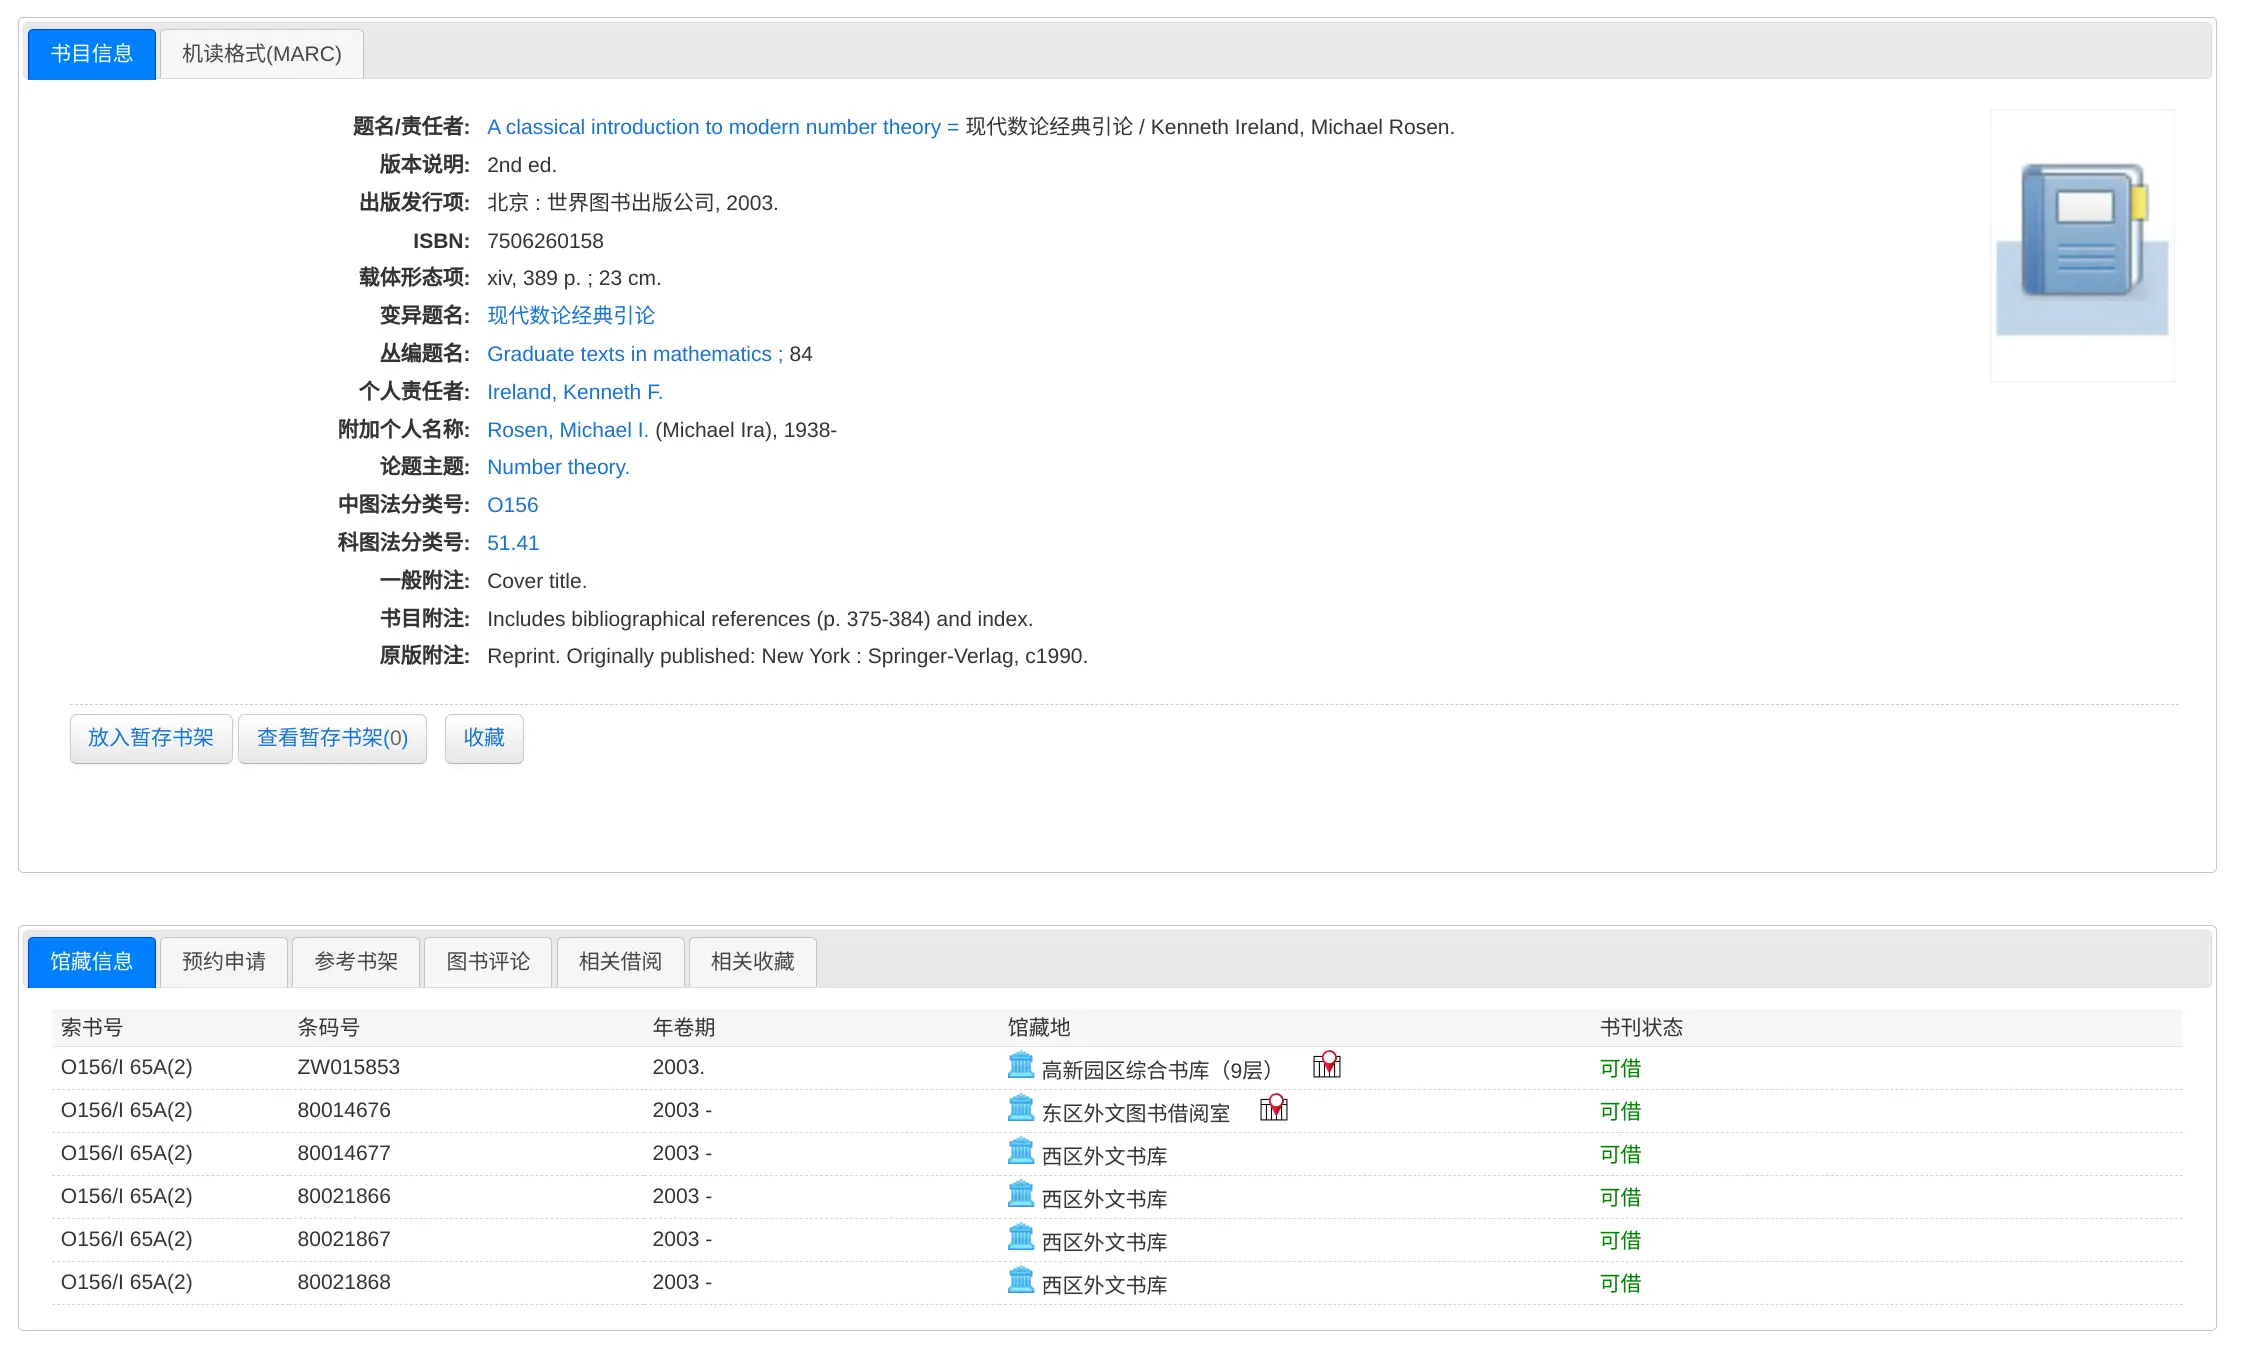 书目信息 机读格式(MARC)
题名/责任者: A classical introduction to modern number theory = 现代数论经典引论 / Kenneth Ireland, Michael Rosen.
版本说明: 2nd ed.
出版发行项: 北京 : 世界图书出版公司, 2003.
ISBN: 7506260158
载体形态项: xiv, 389 p. ; 23 cm.
变异题名: 现代数论经典引论
丛编题名: Graduate texts in mathematics ; 84
个人责任者: Ireland, Kenneth F.
附加个人名称: Rosen, Michael I. (Michael Ira), 1938-
论题主题: Number theory.
中图法分类号: O156
科图法分类号: 51.41
一般附注: Cover title.
书目附注: Includes bibliographical references (p. 375-384) and index.
原版附注: Reprint. Originally published: New York : Springer-Verlag, c1990.
放入暂存书架 查看暂存书架(0) 收藏
馆藏信息 预约申请 参考书架 图书评论 相关借阅 相关收藏
索书号 条码号 年卷期 馆藏地 书刊状态
O156/I 65A(2) ZW015853 2003. 高新园区综合书库（9层） 可借
O156/I 65A(2) 80014676 2003 - 东区外文图书借阅室 可借
O156/I 65A(2) 80014677 2003 - 西区外文书库 可借
O156/I 65A(2) 80021866 2003 - 西区外文书库 可借
O156/I 65A(2) 80021867 2003 - 西区外文书库 可借
O156/I 65A(2) 80021868 2003 - 西区外文书库 可借